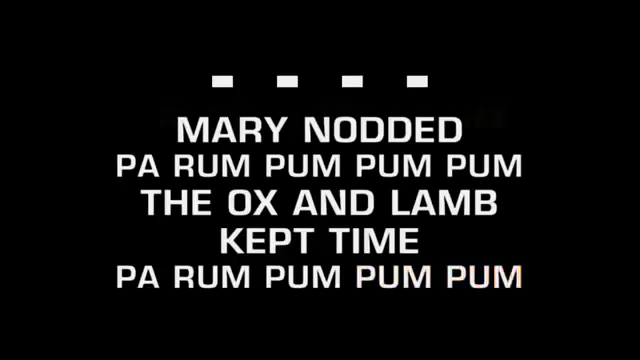 MARY NODDED
PA RUM PUM PUM PUM
THE OX AND LAMB
KEPT TIME
PA RUM PUM PUM PUM